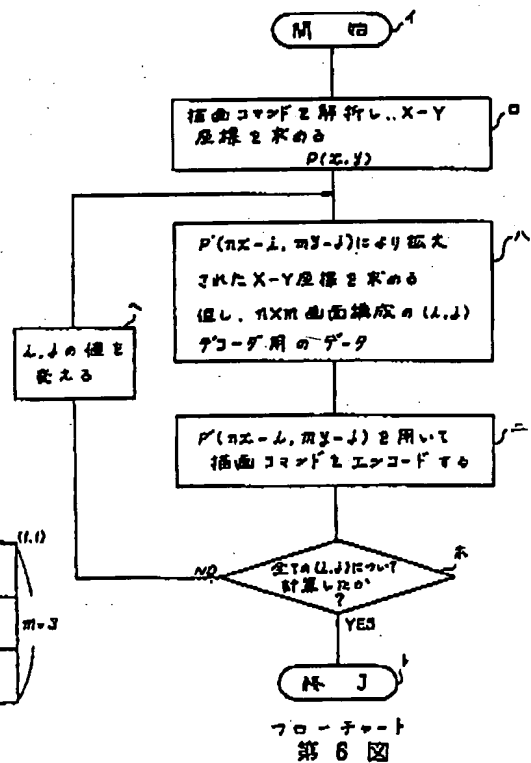 開 始
イ
描画コマンドを解析し、X-Y
座標を求める
P(x,y)
ロ
P'(nx-i, my-j)により拡大
されたX-Y座標を求める
但し、n×m画面構成の(i,j)
デコーダ用のデータ
ハ
i,jの値を
変える
ヘ
P'(nx-i, my-j)を用いて
描画コマンドをエンコードする
ニ
全ての(i,j)について
計算したか
?
ホ
NO
YES
(1,1)
m=3
終 了
ト
フローチャート
第 6 図